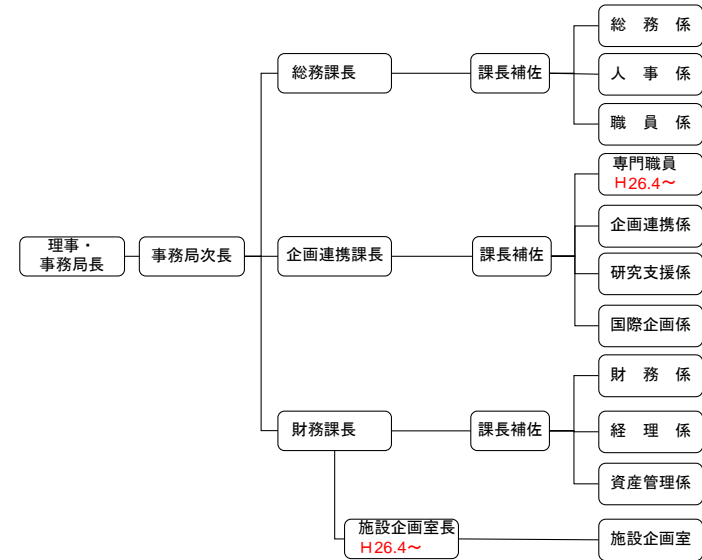 総　務　係
総務課長
課長補佐
人　事　係
職　員　係
専門職員
Ｈ26.4～
企画連携係
理事・
事務局長
事務局次長
企画連携課長
課長補佐
研究支援係
国際企画係
財　務　係
財務課長
課長補佐
経　理　係
資産管理係
施設企画室長
Ｈ26.4～
施設企画室